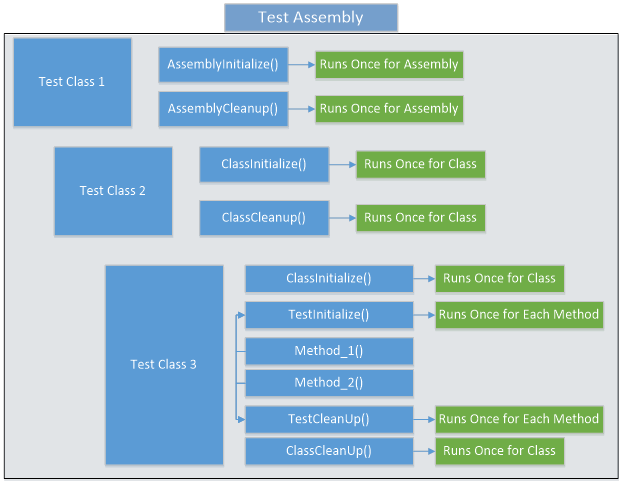 Test Assembly
Test Class 1
AssemblyInitialize()
Runs Once for Assembly
AssemblyCleanup()
Runs Once for Assembly
Test Class 2
ClassInitialize()
Runs Once for Class
ClassCleanup()
Runs Once for Class
Test Class 3
ClassInitialize()
Runs Once for Class
TestInitialize()
Runs Once for Each Method
Method_1()
Method_2()
TestCleanUp()
Runs Once for Each Method
ClassCleanUp()
Runs Once for Class